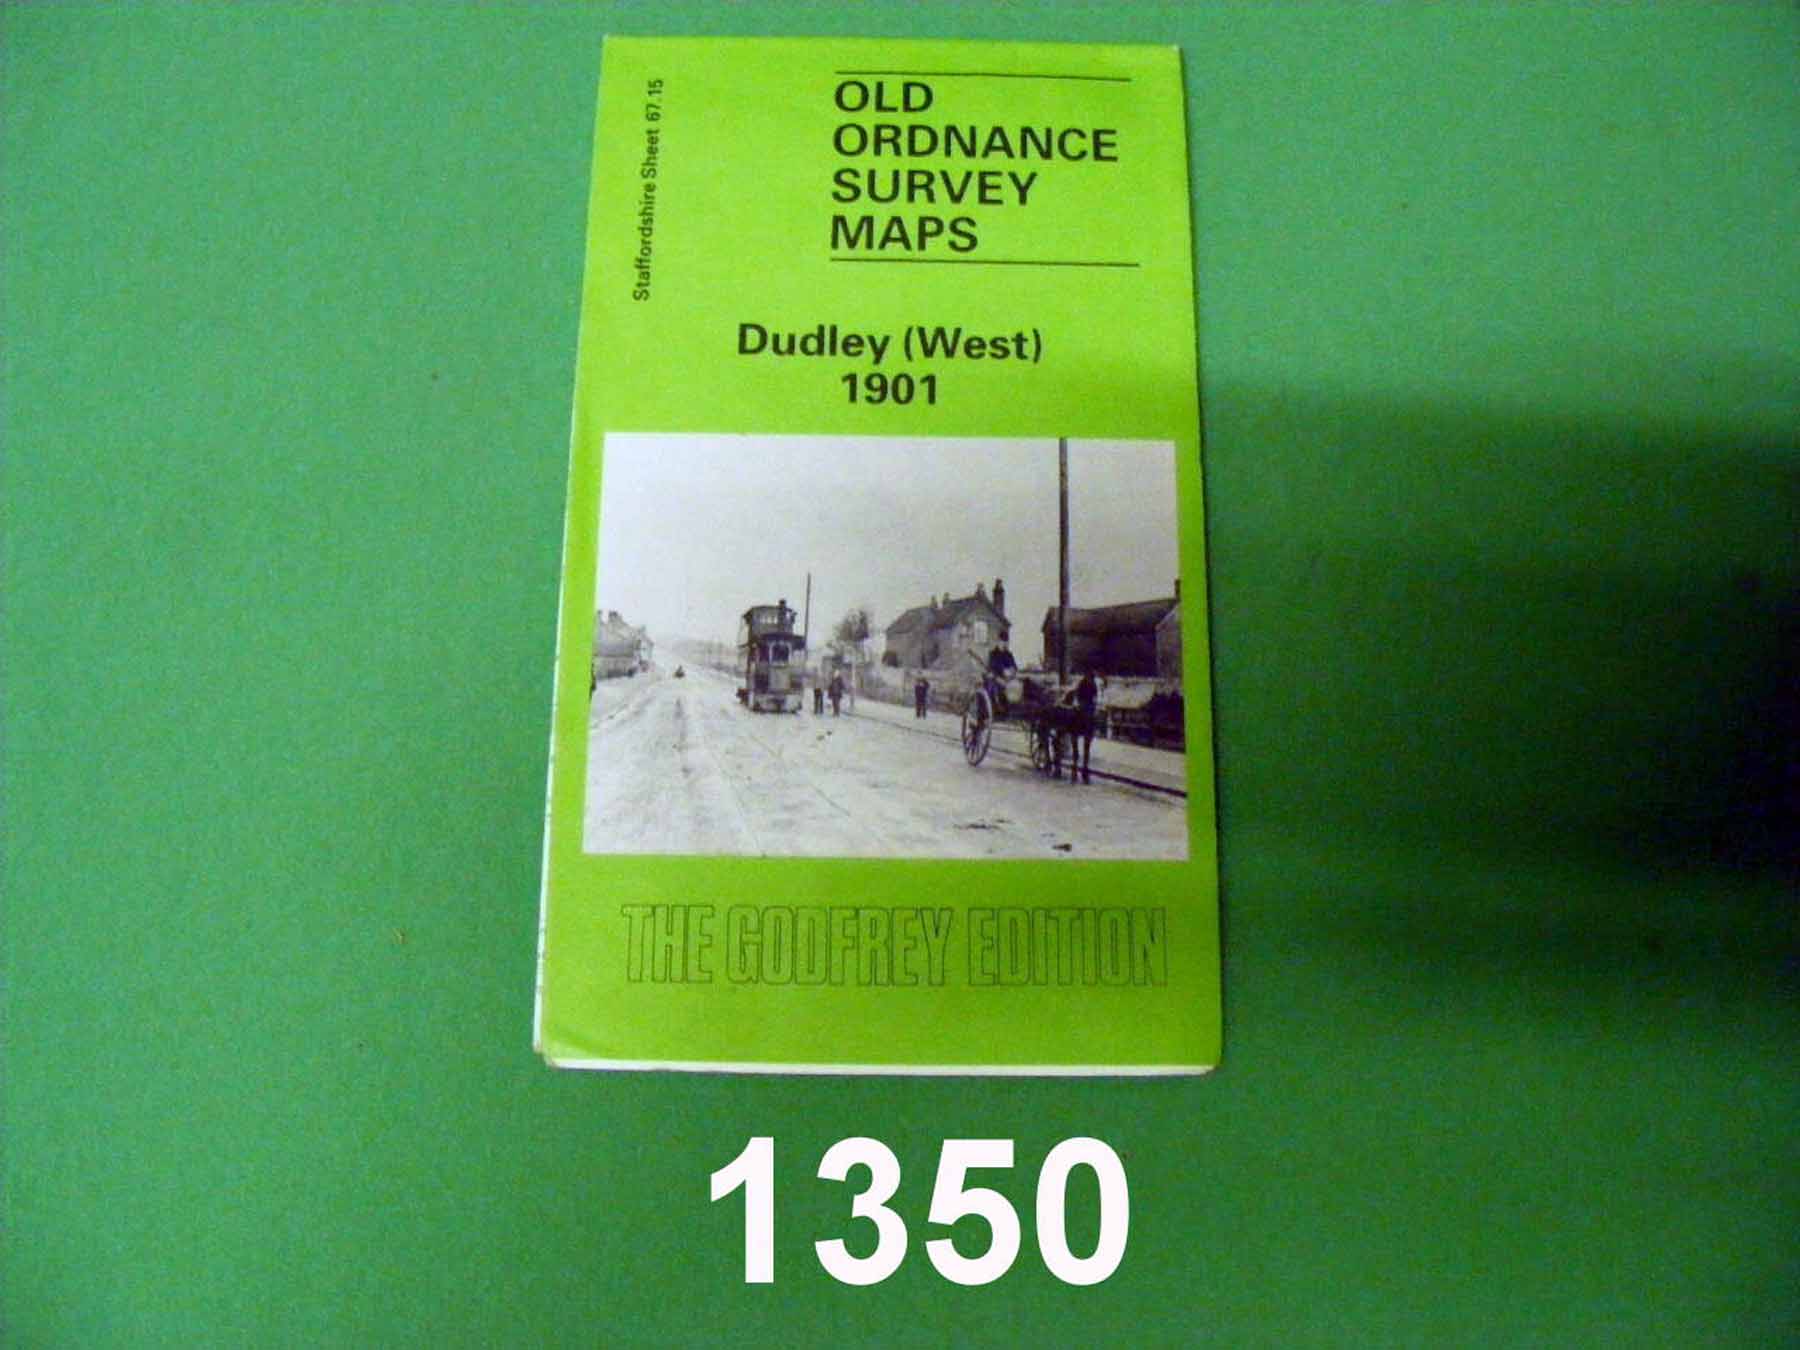 Staffordshire Sheet 67.15
OLD
ORDNANCE
SURVEY
MAPS
Dudley (West)
1901
THE GODFREY EDITION
1350